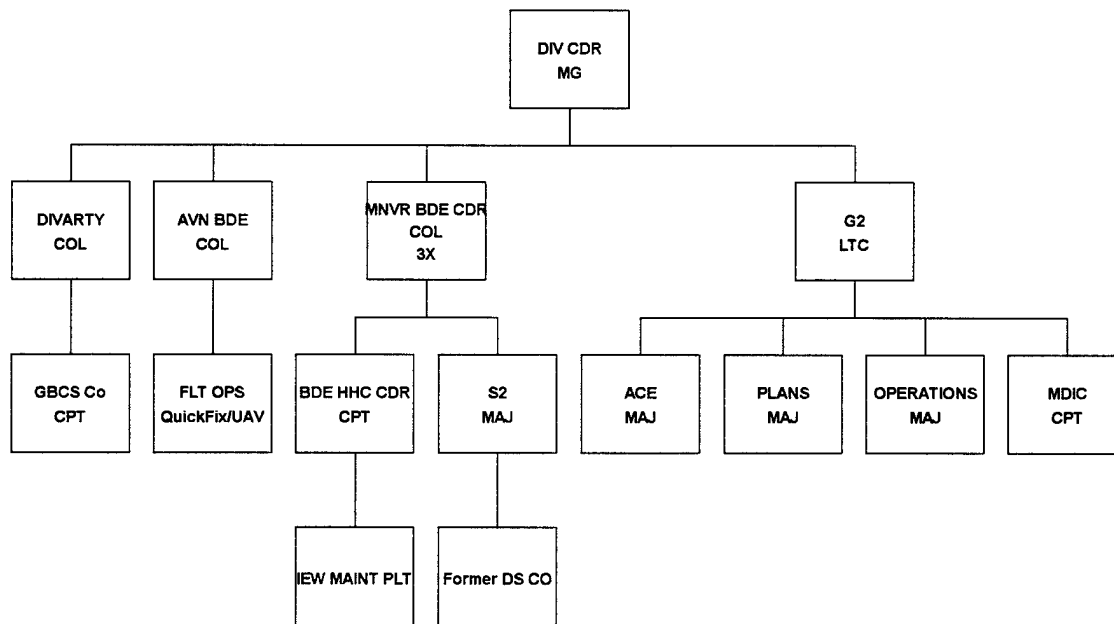 DIV CDR
MG
DIVARTY
COL
AVN BDE
COL
MNVR BDE CDR
COL
3X
G2
LTC
GBCS Co
CPT
FLT OPS
QuickFix/UAV
BDE HHC CDR
CPT
S2
MAJ
ACE
MAJ
PLANS
MAJ
OPERATIONS
MAJ
MDIC
CPT
IEW MAINT PLT
Former DS CO